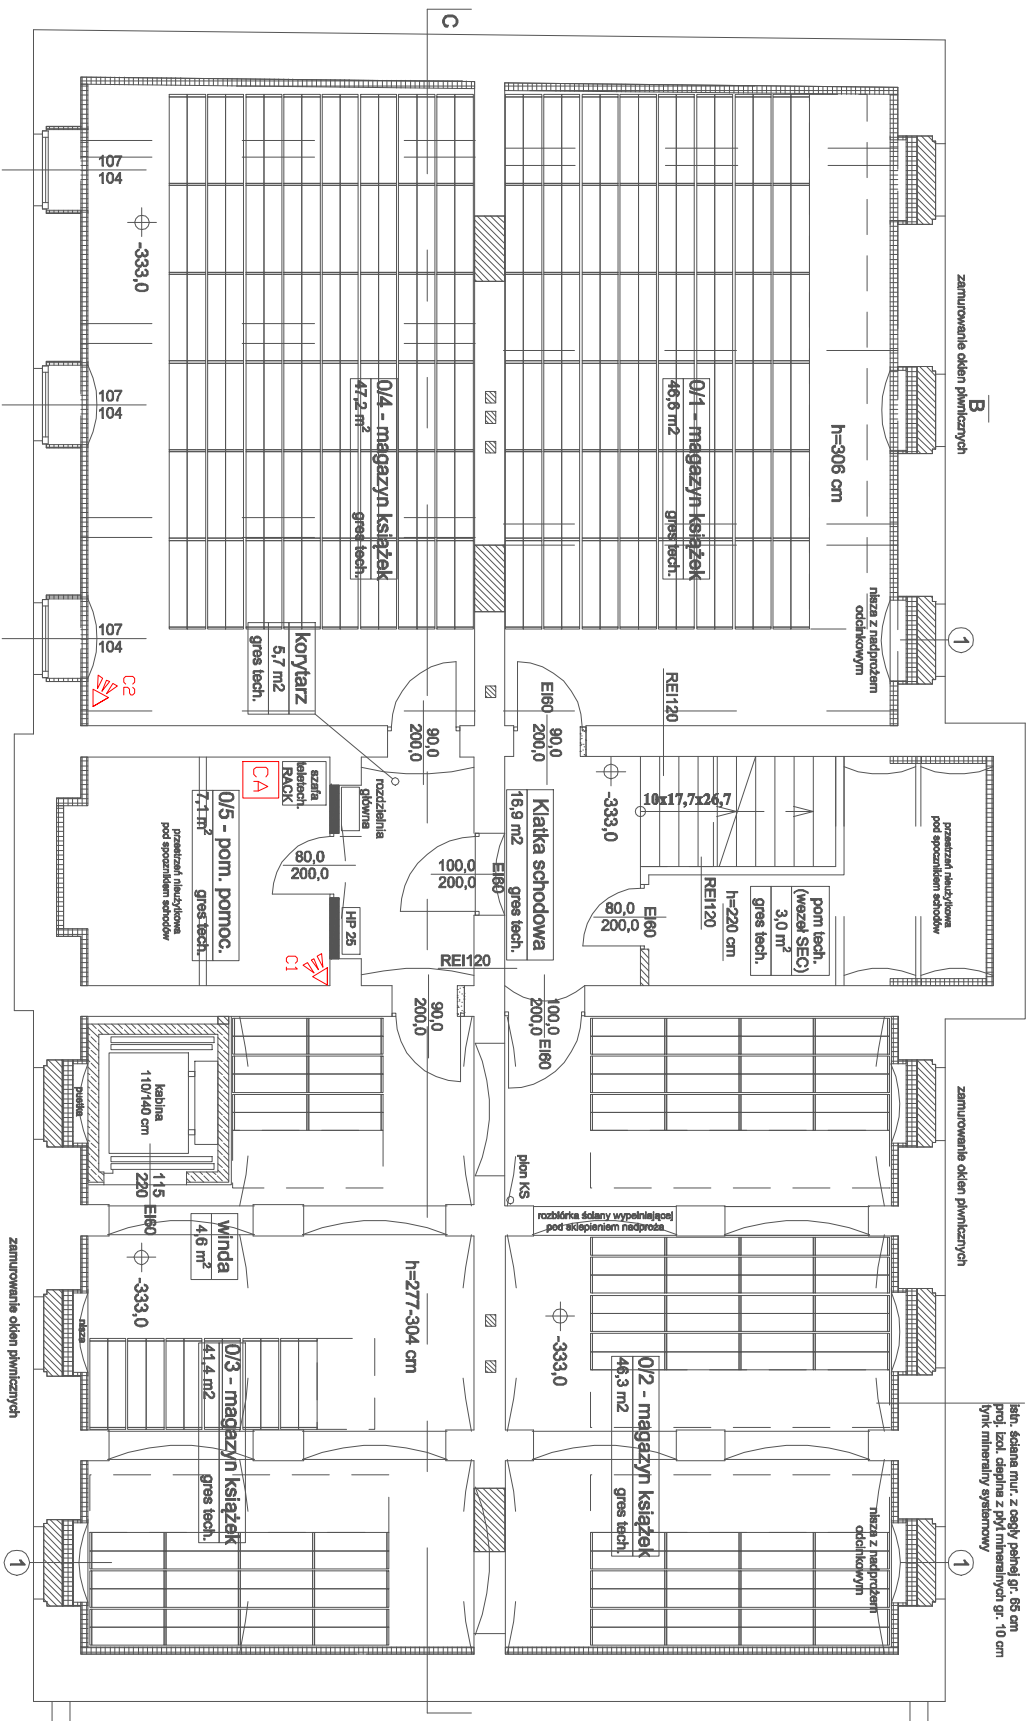 C
B
zamurowanie okien piwnicznych
zamurowanie okien piwnicznych
zamurowanie okien piwnicznych
istn. ściana mur. z cegły pełnej gr. 65 cm
proj. izol. cieplna z płyt mineralnych gr. 10 cm
tynk mineralny systemowy
107
104
107
104
107
104
-333,0
0/4 - magazyn książek
47,2 m²
gres tech.
0/1 - magazyn książek
46,6 m2
gres tech.
h=306 cm
nisza z nadprożem
odcinkowym
1
korytarz
5,7 m2
gres tech.
C2
REI120
EI60
90,0
200,0
90,0
200,0
-333,0
10x17,7x26,7
przestrzeń nieużytkowa
pod spocznikiem schodów
Klatka schodowa
16,9 m2
gres tech.
rozdzielnia
główna
szafa
teletech.
RACK
CA
0/5 - pom. pomoc.
7,1 m²
gres tech.
przestrzeń nieużytkowa
pod spocznikiem schodów
80,0
200,0
100,0
200,0
EI60
80,0
200,0
EI60
REI120
h=220 cm
pom tech.
(węzeł SEC)
3,0 m²
gres tech.
HP 25
C1
REI120
90,0
200,0
100,0
200,0
EI60
kabina
110/140 cm
pustka
115
220
EI60
pion KS
rozbiórka ściany wypełniającej
pod sklepieniem nadproża
winda
4,6 m²
-333,0
h=277-304 cm
-333,0
nisza
0/3 - magazyn książek
41,4 m2
gres tech.
0/2 - magazyn książek
46,3 m2
gres tech.
nisza z nadprożem
odcinkowym
1
1